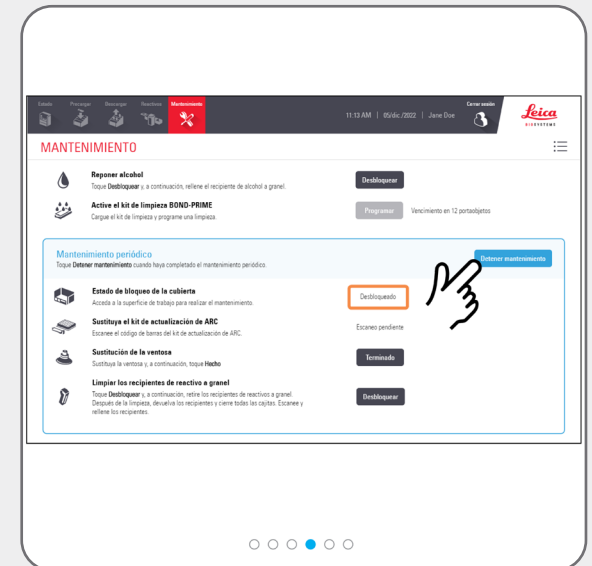 Estado Precargar Descargar Reactivos Mantenimiento
11:13 AM | 05/dic./2022 | Jane Doe
Cerrar sesión
Leica
BIOSYSTEMS
MANTENIMIENTO
Reponer alcohol
Toque Desbloquear y, a continuación, rellene el recipiente de alcohol a granel.
Desbloquear
Active el kit de limpieza BOND-PRIME
Cargue el kit de limpieza y programe una limpieza.
Programar
Vencimiento en 12 portaobjetos
Mantenimiento periódico
Toque Detener mantenimiento cuando haya completado el mantenimiento periódico.
Detener mantenimiento
Estado de bloqueo de la cubierta
Acceda a la superficie de trabajo para realizar el mantenimiento.
Desbloqueado
Sustituya el kit de actualización de ARC
Escanee el código de barras del kit de actualización de ARC.
Escaneo pendiente
Sustitución de la ventosa
Sustituya la ventosa y, a continuación, toque Hecho
Terminado
Limpiar los recipientes de reactivo a granel
Toque Desbloquear y, a continuación, retire los recipientes de reactivos a granel.
Después de la limpieza, devuelva los recipientes y cierre todas las cajitas. Escanee y
rellene los recipientes.
Desbloquear